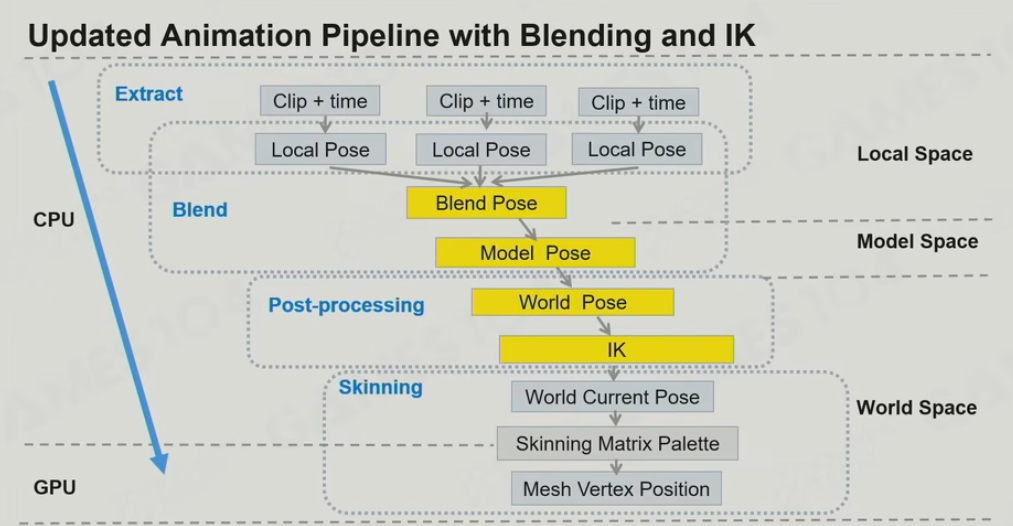 Updated Animation Pipeline with Blending and IK
Extract
Clip + time
Clip + time
Clip + time
Local Pose
Local Pose
Local Pose
Local Space
Blend
Blend Pose
CPU
Model Pose
Model Space
Post-processing
World Pose
IK
Skinning
World Current Pose
World Space
Skinning Matrix Palette
GPU
Mesh Vertex Position